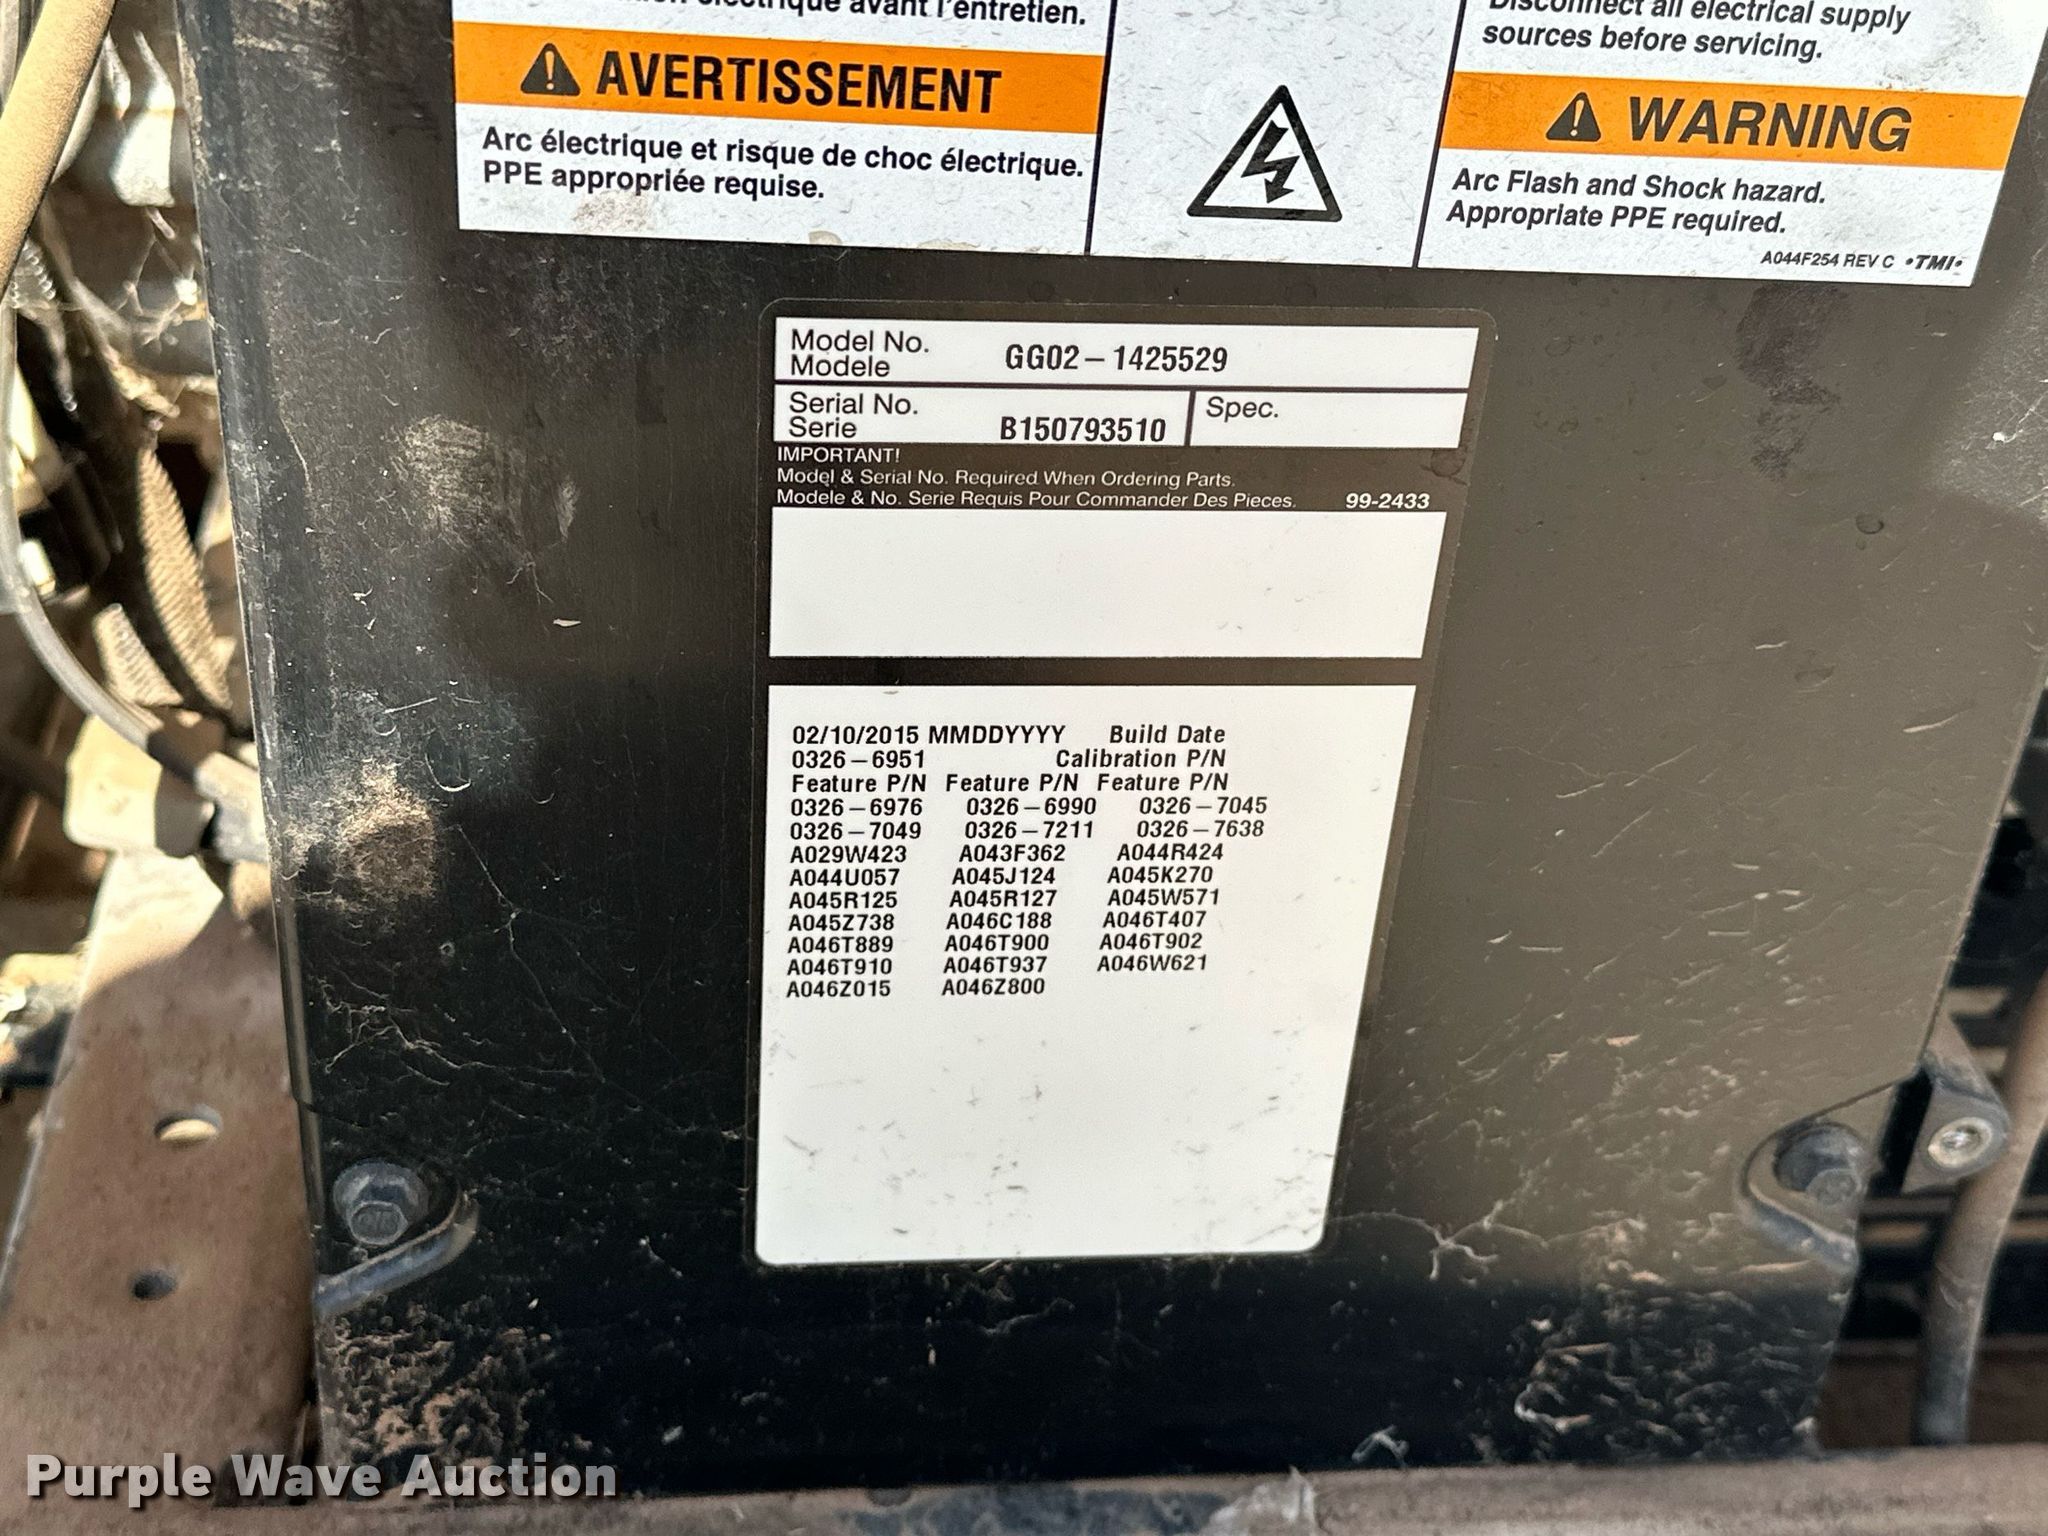 électrique avant l'entretien.
AVERTISSEMENT
Arc électrique et risque de choc électrique.
PPE appropriée requise.
Disconnect all electrical supply
sources before servicing.
WARNING
Arc Flash and Shock hazard.
Appropriate PPE required.
A044F254 REV C •TMI•
Model No.
Modele
GG02-1425529
Serial No.
Serie
B150793510
Spec.
IMPORTANT!
Model & Serial No. Required When Ordering Parts.
Modele & No. Serie Requis Pour Commander Des Pieces. 99-2433
02/10/2015 MMDDYYYY Build Date
0326-6951 Calibration P/N
Feature P/N Feature P/N Feature P/N
0326-6976 0326-6990 0326-7045
0326-7049 0326-7211 0326-7638
A029W423 A043F362 A044R424
A044U057 A045J124 A045K270
A045R125 A045R127 A045W571
A045Z738 A046C188 A046T407
A046T889 A046T900 A046T902
A046T910 A046T937 A046W621
A046Z015 A046Z800
Purple Wave Auction